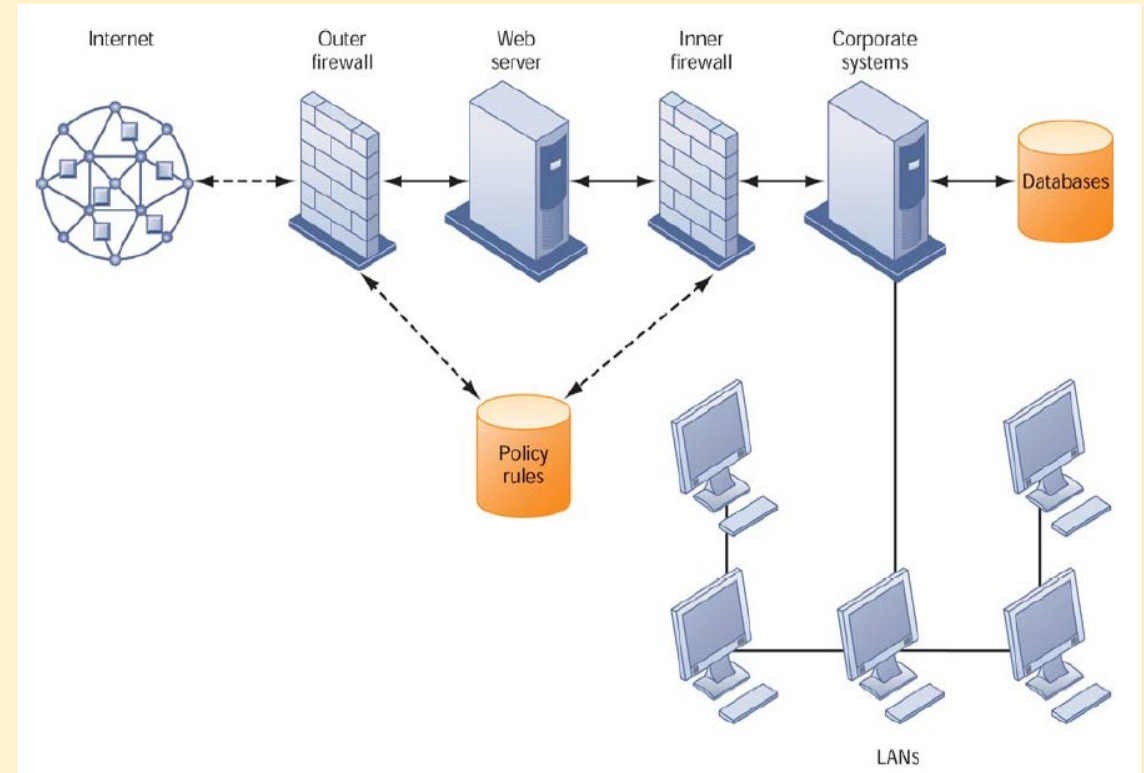 Internet
Outer
firewall
Web
server
Inner
firewall
Corporate
systems
Databases
Policy
rules
LANs